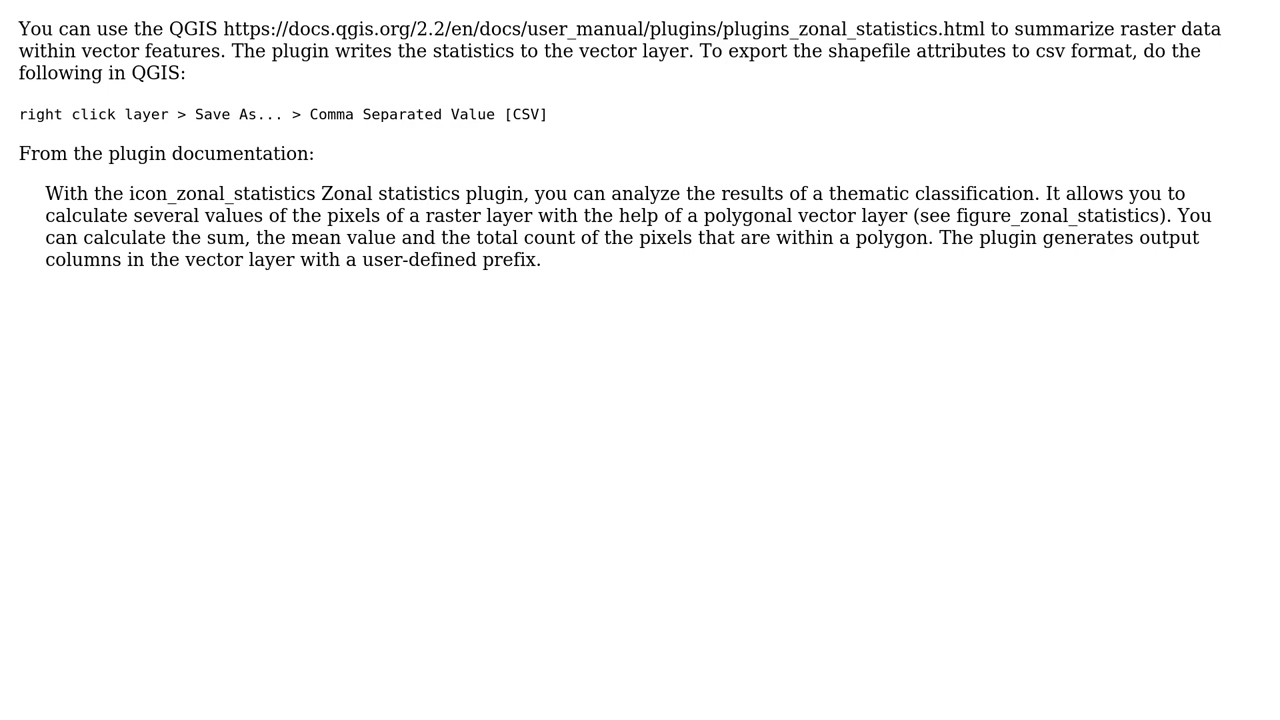 You can use the QGIS https://docs.qgis.org/2.2/en/docs/user_manual/plugins/plugins_zonal_statistics.html to summarize raster data
within vector features. The plugin writes the statistics to the vector layer. To export the shapefile attributes to csv format, do the
following in QGIS:
right click layer > Save As... > Comma Separated Value [CSV]
From the plugin documentation:
With the icon_zonal_statistics Zonal statistics plugin, you can analyze the results of a thematic classification. It allows you to
calculate several values of the pixels of a raster layer with the help of a polygonal vector layer (see figure_zonal_statistics). You
can calculate the sum, the mean value and the total count of the pixels that are within a polygon. The plugin generates output
columns in the vector layer with a user-defined prefix.